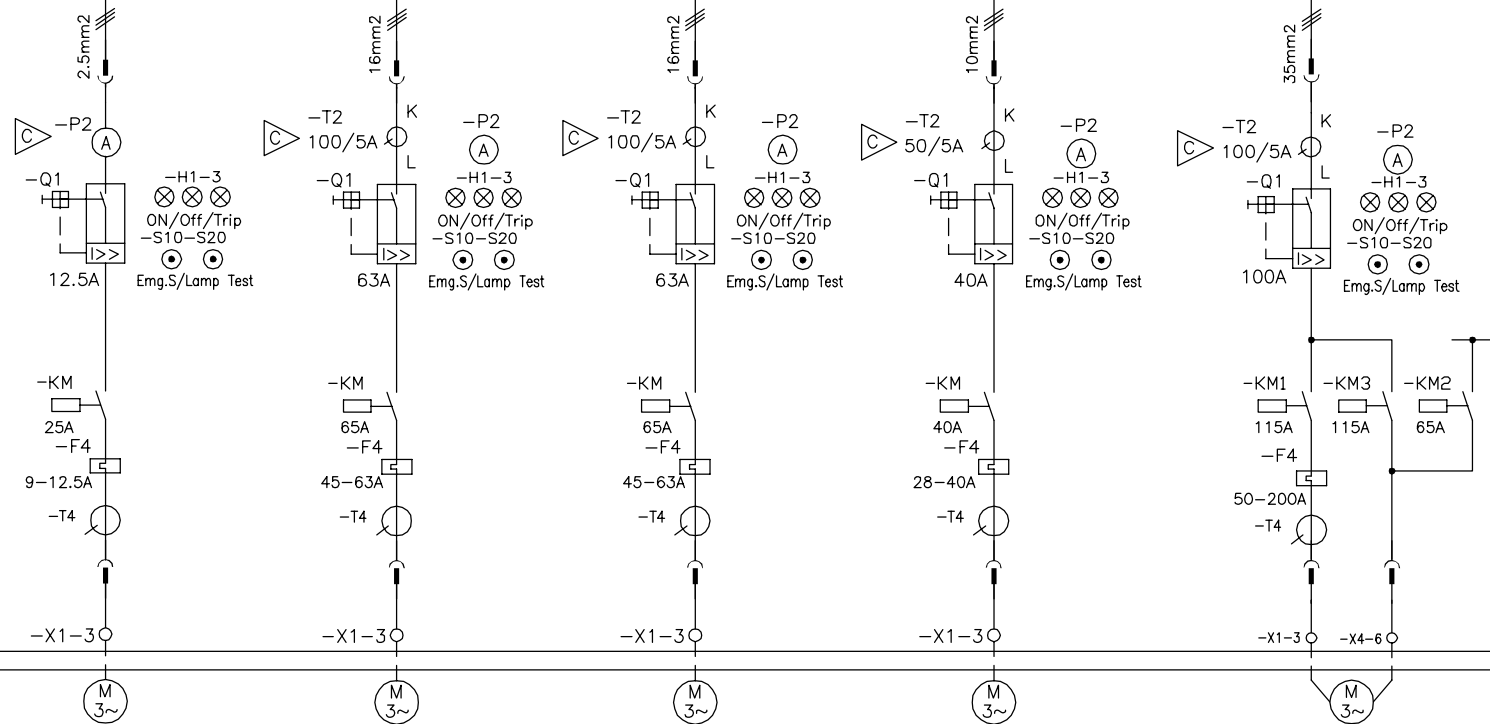 2.5mm2
C
-P2
A
-Q1
-H1-3
ON/Off/Trip
-S10-S20
I>>
12.5A
Emg.S/Lamp Test
-KM
25A
-F4
9-12.5A
-T4
-X1-3
M
3~
16mm2
C
-T2
100/5A
K
L
-P2
A
-Q1
-H1-3
ON/Off/Trip
-S10-S20
I>>
63A
Emg.S/Lamp Test
-KM
65A
-F4
45-63A
-T4
-X1-3
M
3~
16mm2
C
-T2
100/5A
K
L
-P2
A
-Q1
-H1-3
ON/Off/Trip
-S10-S20
I>>
63A
Emg.S/Lamp Test
-KM
65A
-F4
45-63A
-T4
-X1-3
M
3~
10mm2
C
-T2
50/5A
K
L
-P2
A
-Q1
-H1-3
ON/Off/Trip
-S10-S20
I>>
40A
Emg.S/Lamp Test
-KM
40A
-F4
28-40A
-T4
-X1-3
M
3~
35mm2
C
-T2
100/5A
K
L
-P2
A
-Q1
-H1-3
ON/Off/Trip
-S10-S20
I>>
100A
Emg.S/Lamp Test
-KM1
115A
-KM3
115A
-KM2
65A
-F4
50-200A
-T4
-X1-3
-X4-6
M
3~